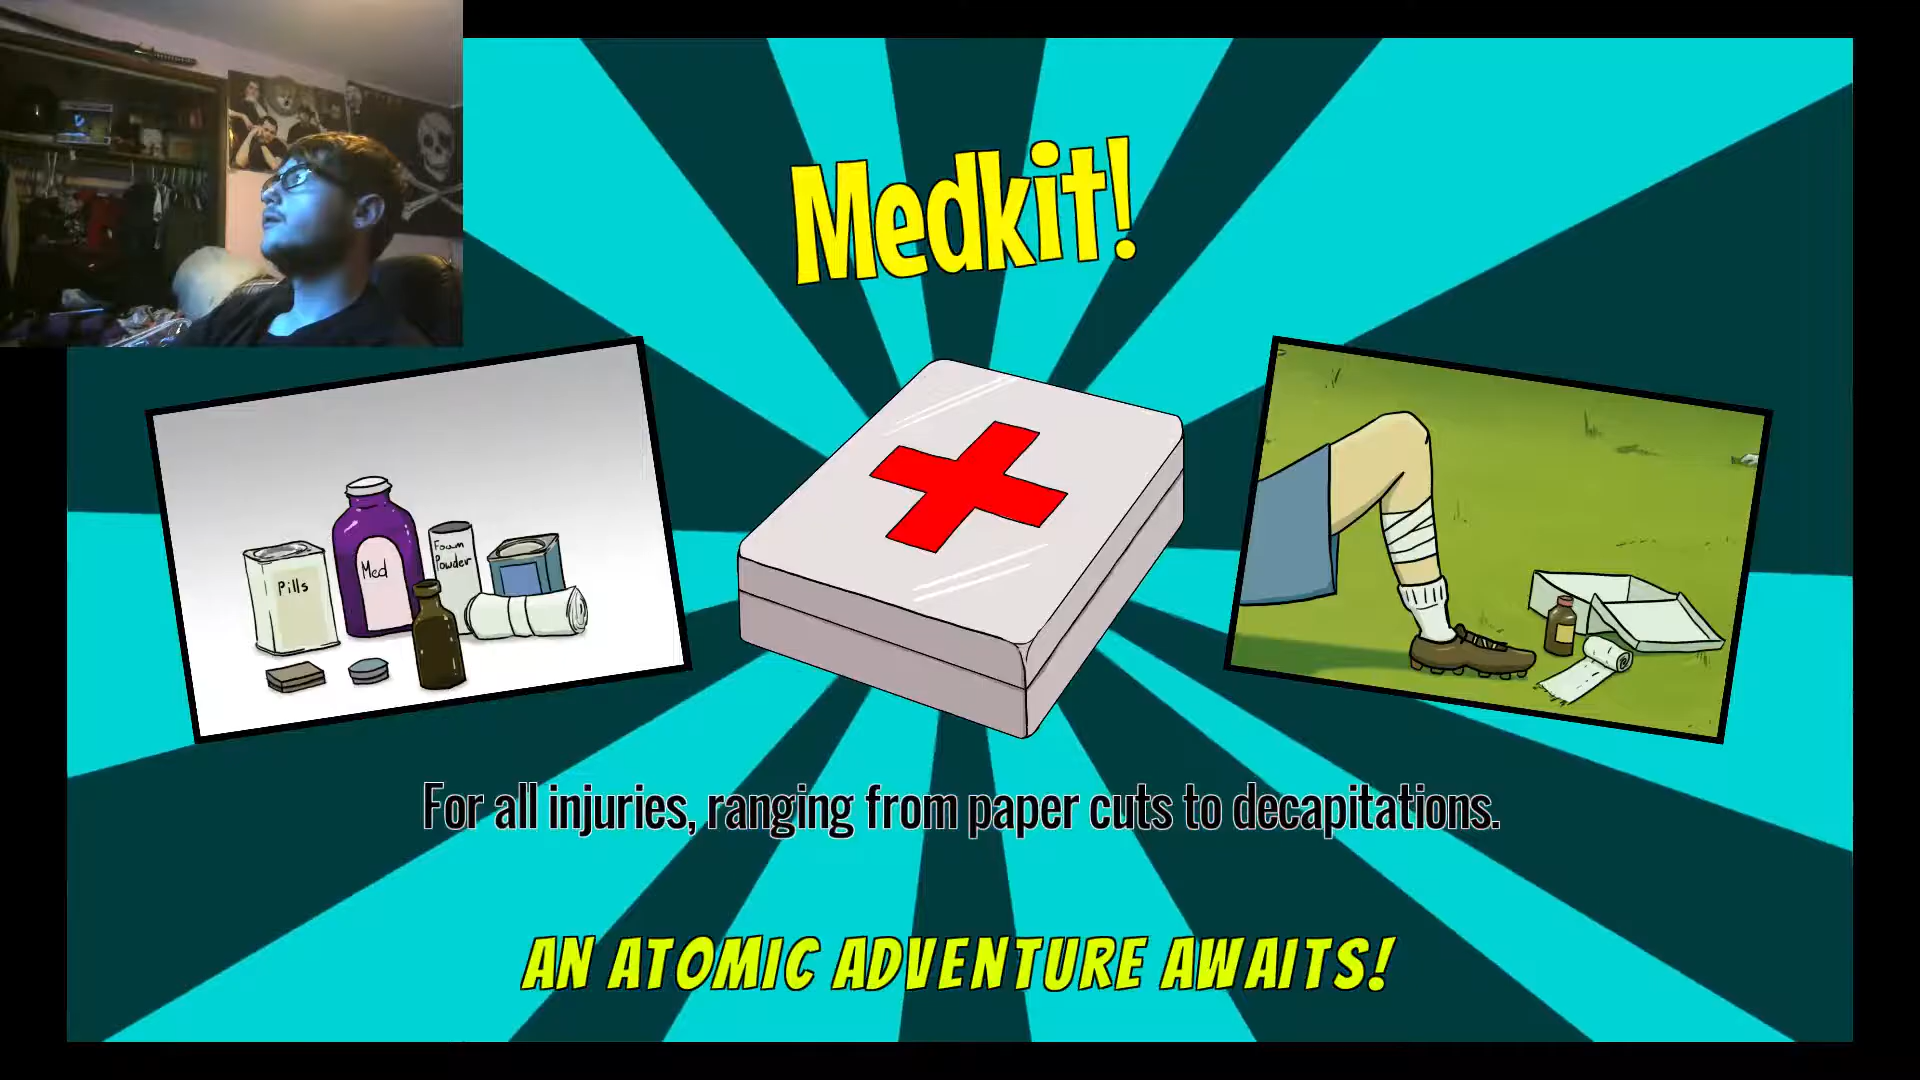 Medkit!
Pills
Med
Foam
Powder
For all injuries, ranging from paper cuts to decapitations.
AN ATOMIC ADVENTURE AWAITS!